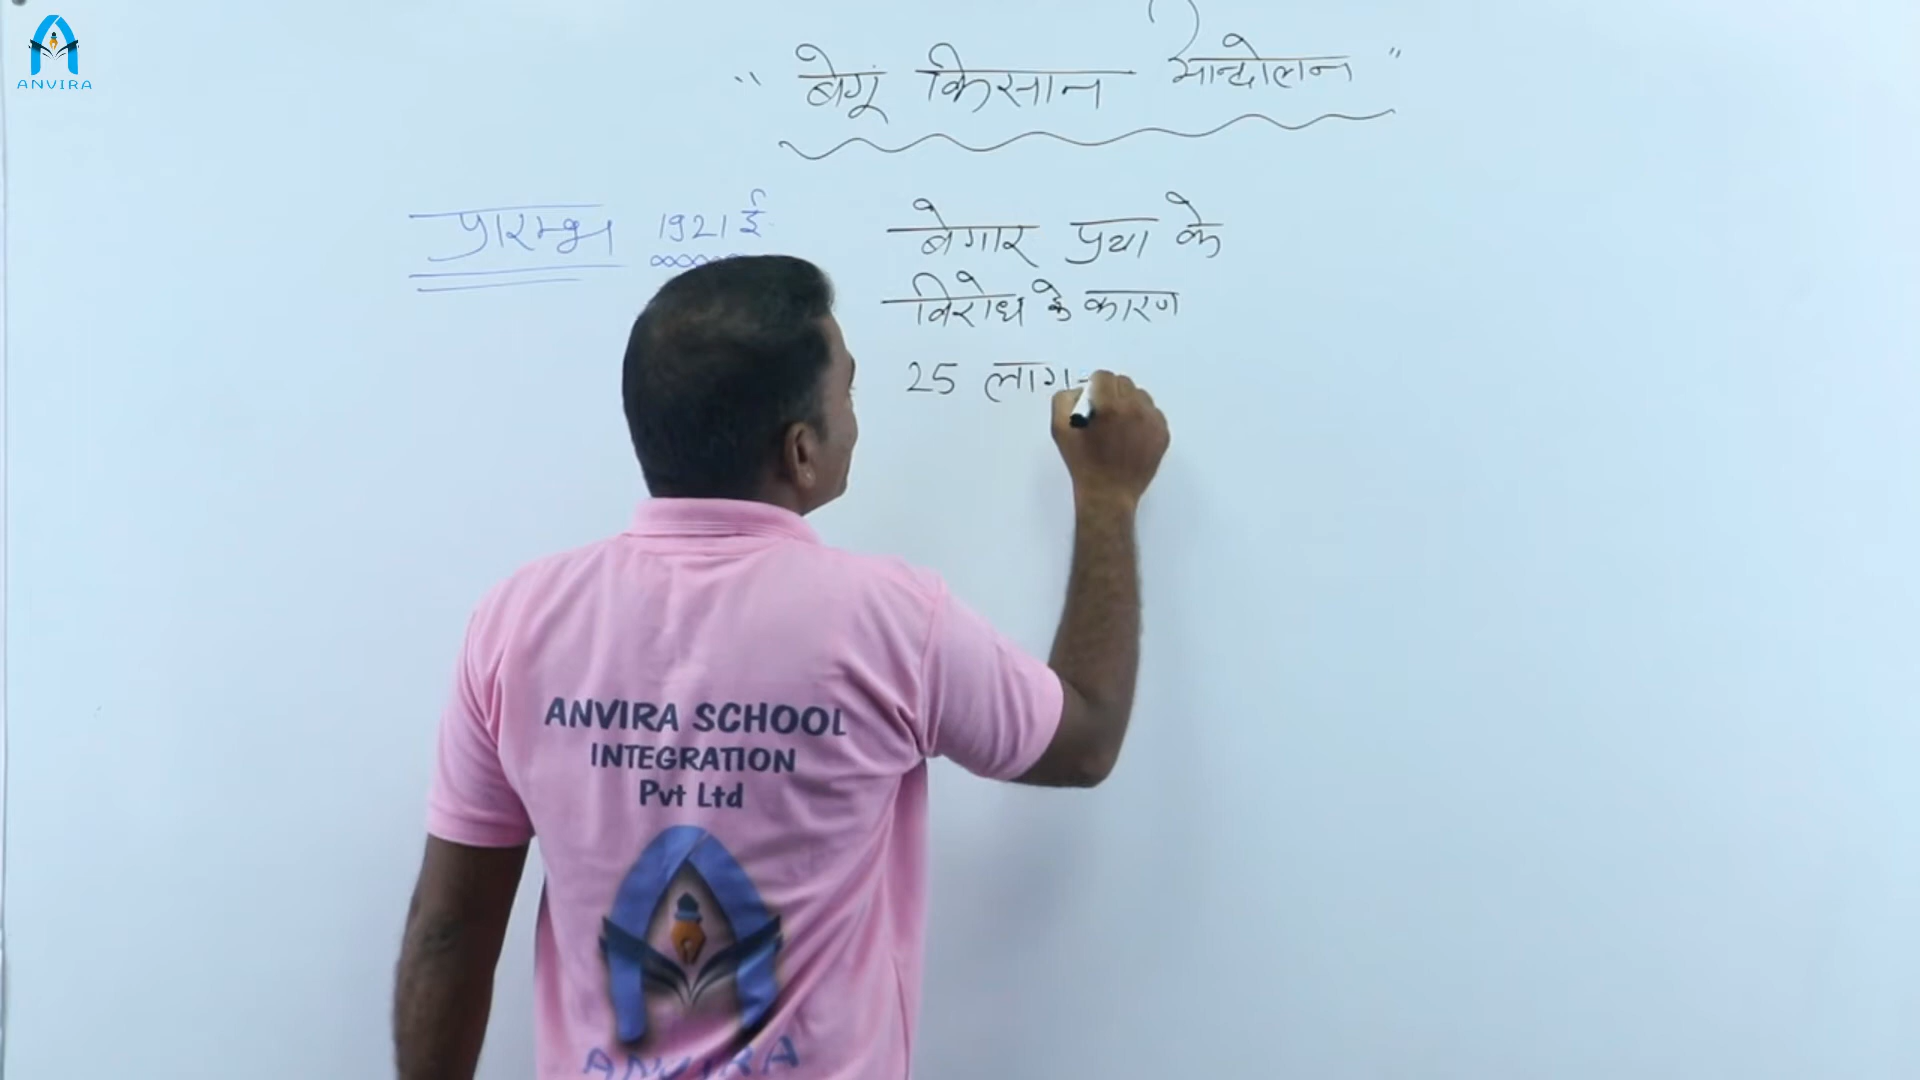 ANVIRA
" बेगूं किसान आन्दोलन "
प्रारम्भ 1921 ई.
बेगार प्रथा के
विरोध के कारण
25 लाग
ANVIRA SCHOOL
INTEGRATION
Pvt Ltd
ANVIRA